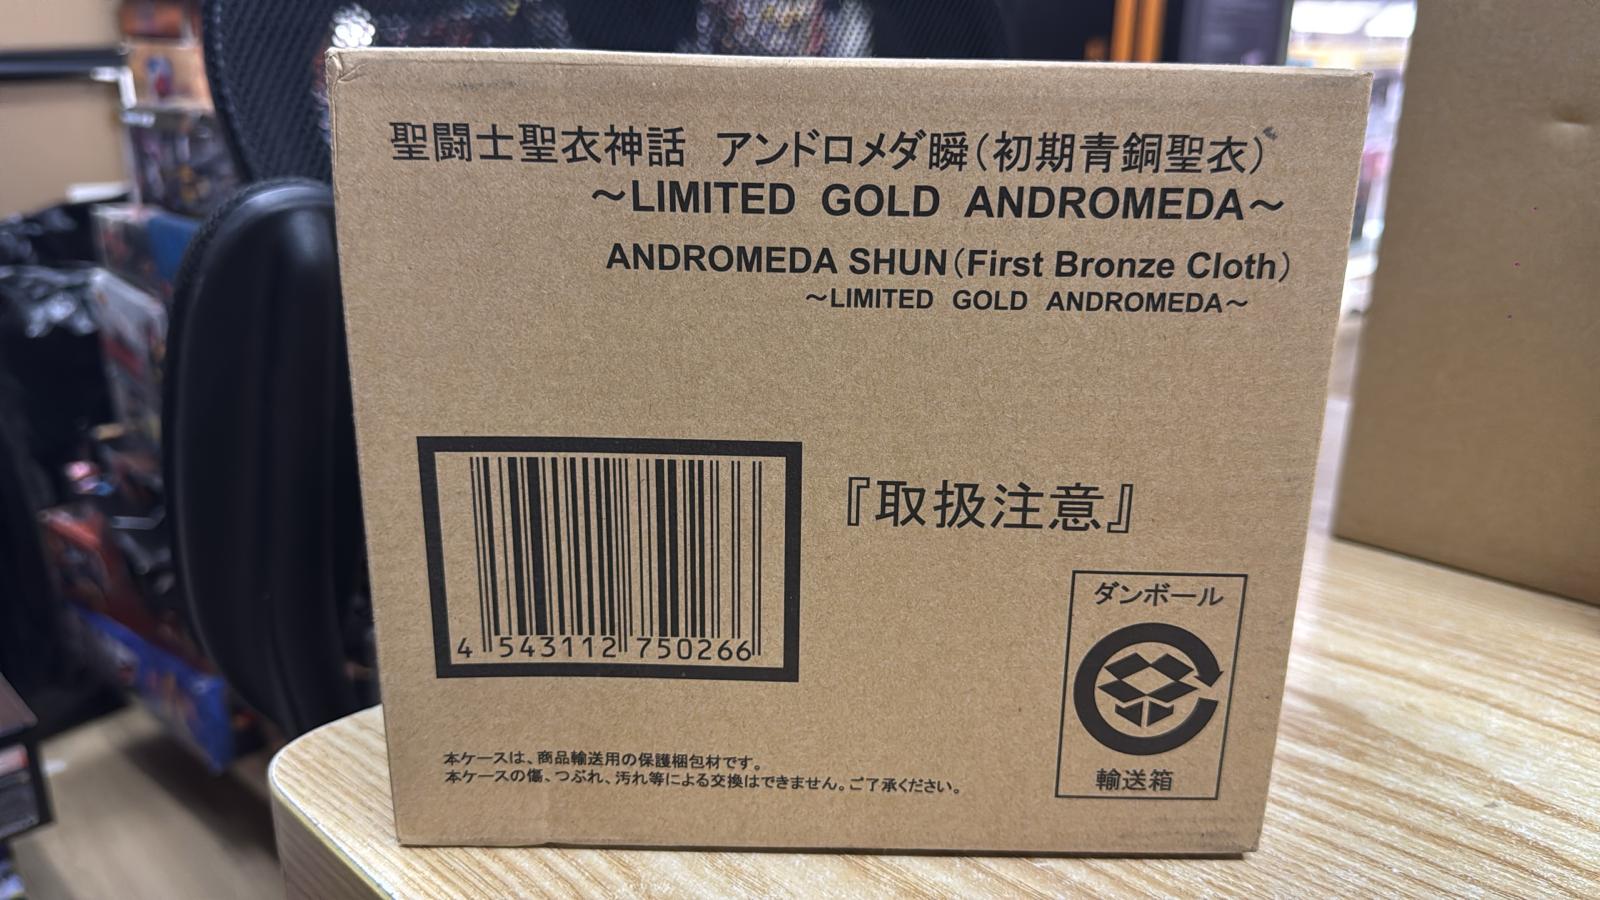 聖闘士聖衣神話 アンドロメダ瞬（初期青銅聖衣）
～LIMITED GOLD ANDROMEDA～
ANDROMEDA SHUN（First Bronze Cloth）
～LIMITED GOLD ANDROMEDA～
『取扱注意』
4 543112 750266
ダンボール
輸送箱
本ケースは、商品輸送用の保護梱包材です。
本ケースの傷、つぶれ、汚れ等による交換はできません。ご了承ください。